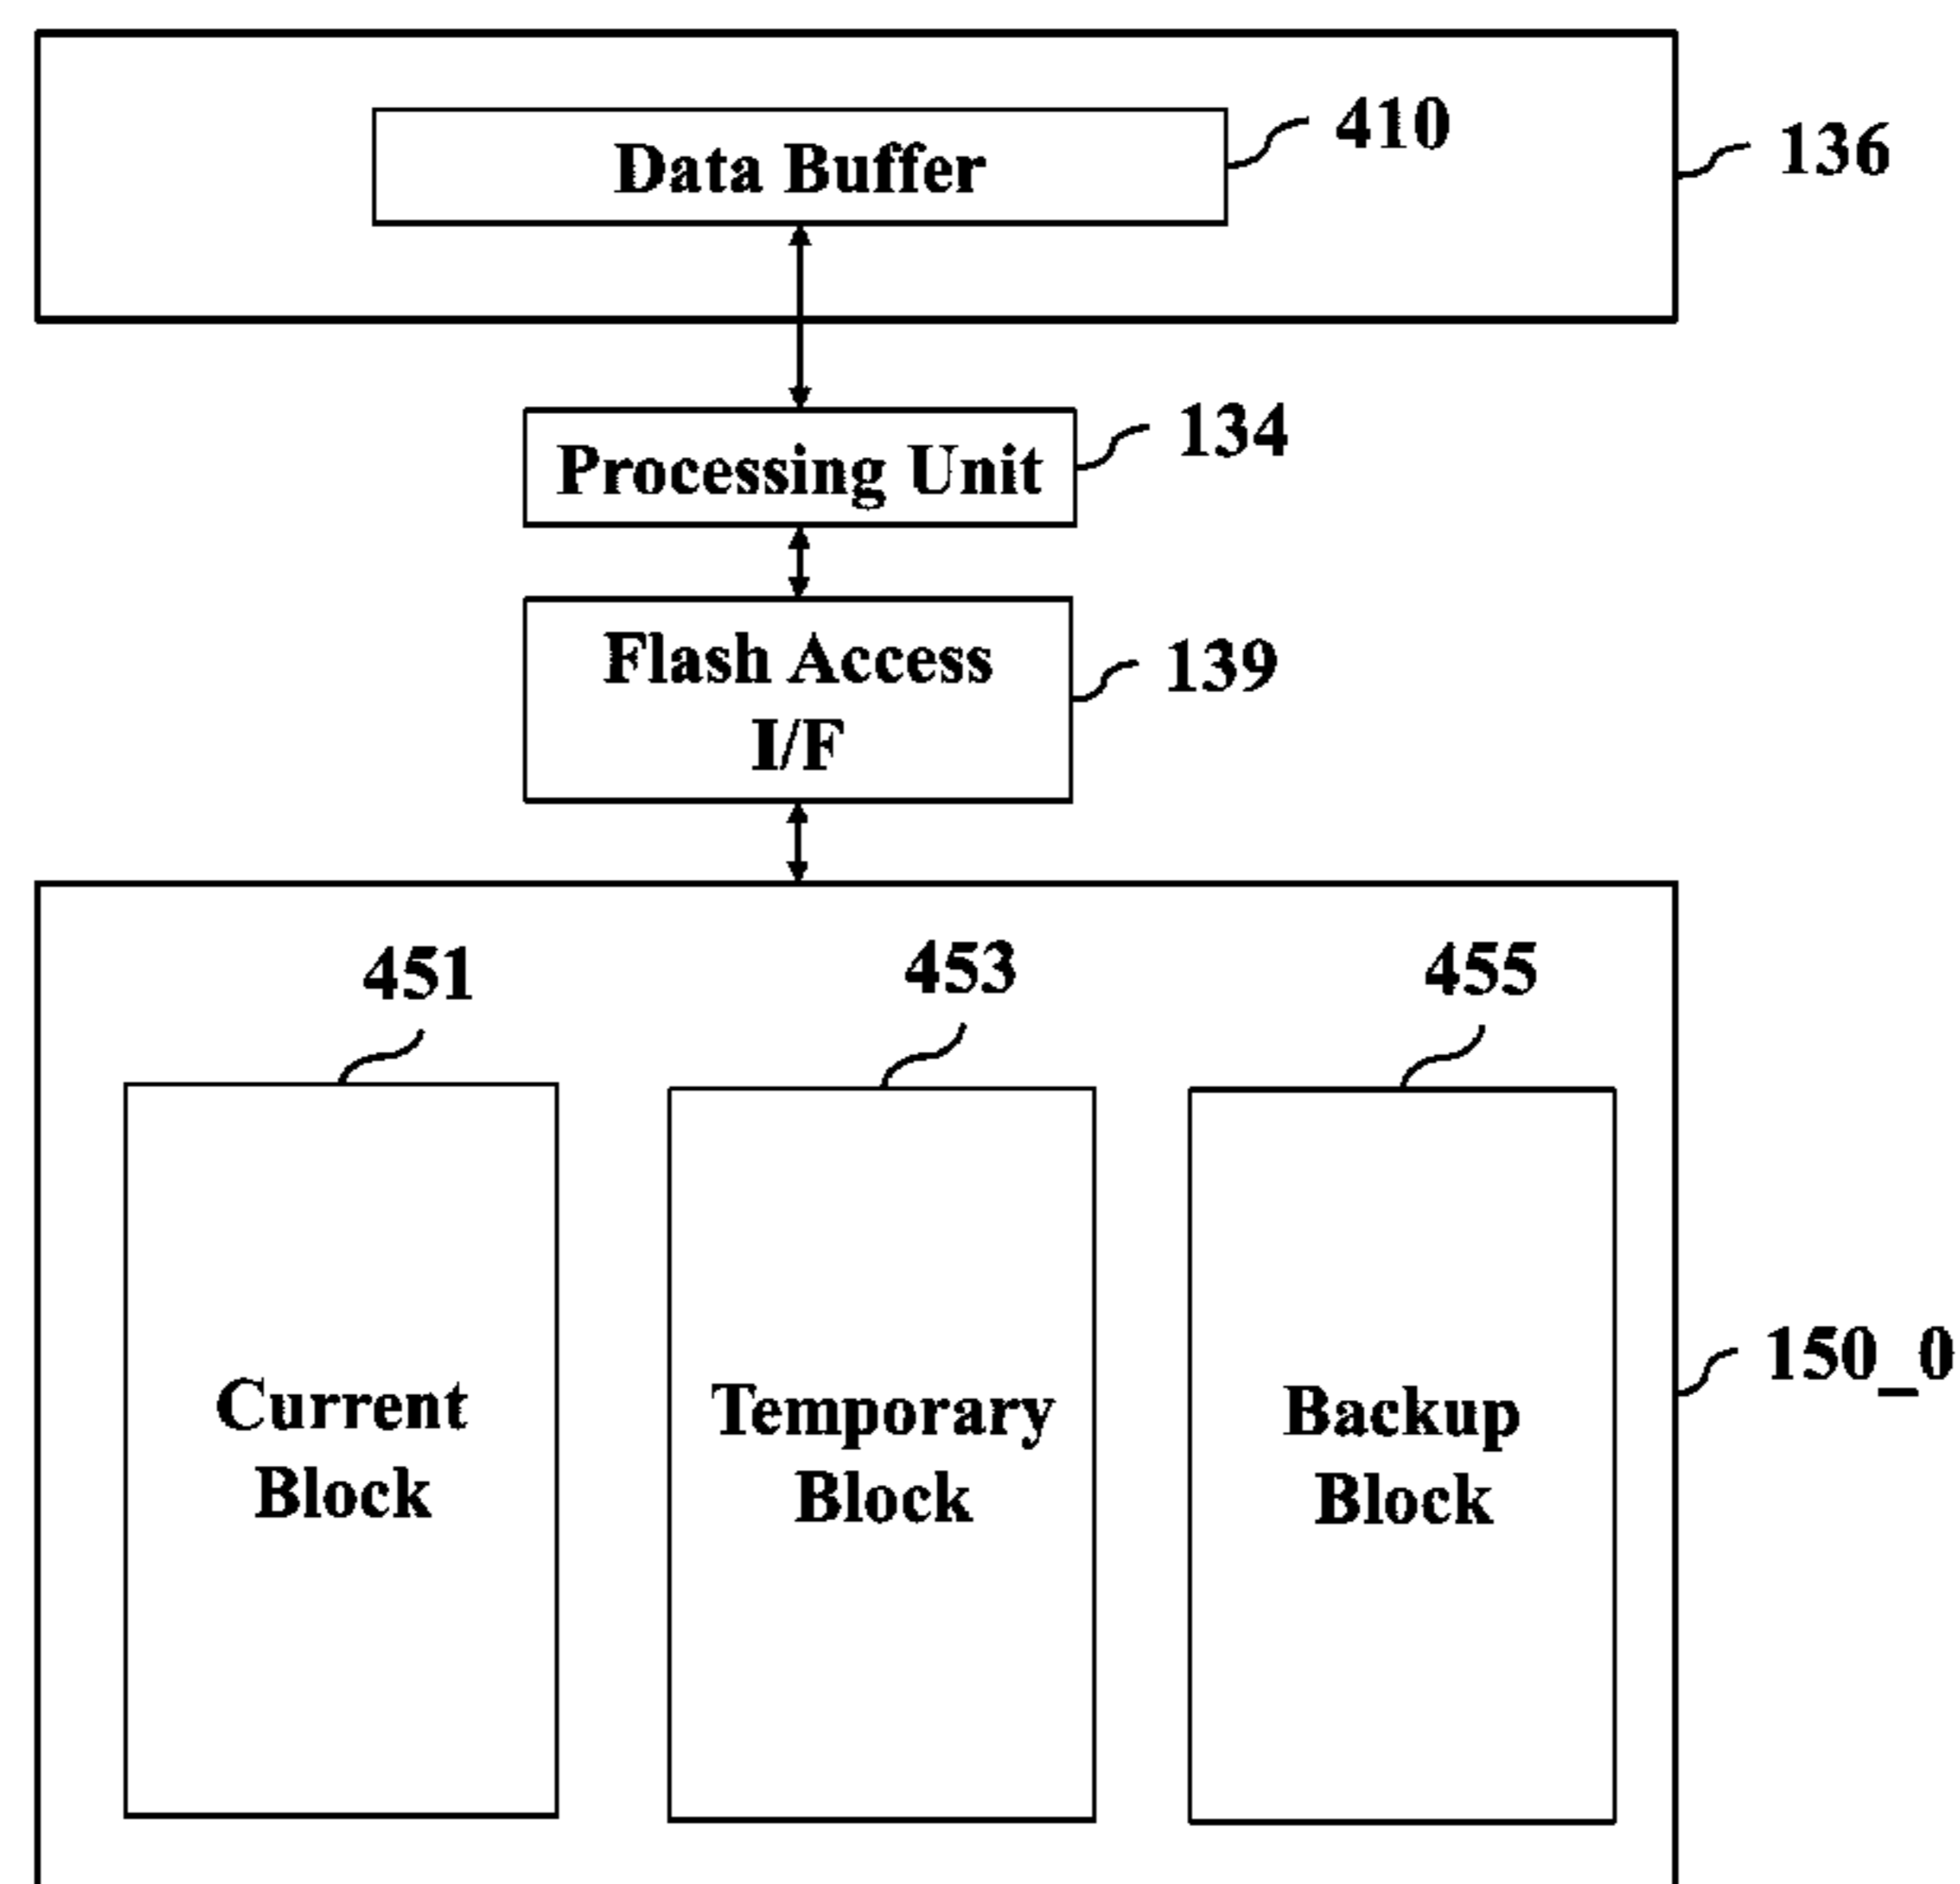 Data Buffer
410
136
Processing Unit
134
Flash Access
I/F
139
451
453
455
Current
Block
Temporary
Block
Backup
Block
150_0